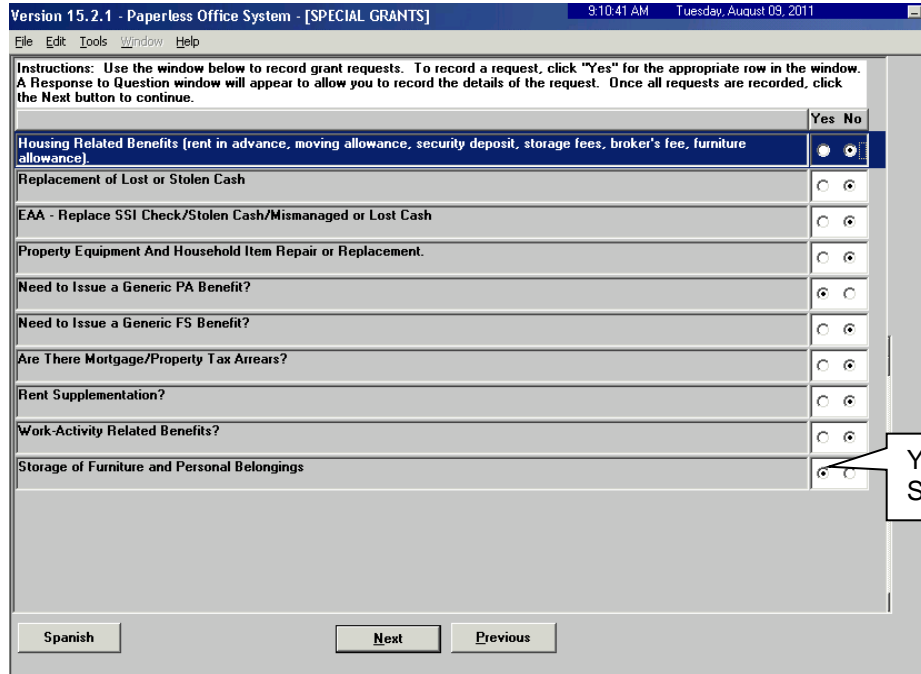 Version 15.2.1 - Paperless Office System - [SPECIAL GRANTS] 9:10:41 AM Tuesday, August 09, 2011
File Edit Tools Window Help
Instructions: Use the window below to record grant requests. To record a request, click "Yes" for the appropriate row in the window.
A Response to Question window will appear to allow you to record the details of the request. Once all requests are recorded, click
the Next button to continue.
Yes No
Housing Related Benefits (rent in advance, moving allowance, security deposit, storage fees, broker's fee, furniture
allowance).
Replacement of Lost or Stolen Cash
EAA - Replace SSI Check/Stolen Cash/Mismanaged or Lost Cash
Property Equipment And Household Item Repair or Replacement.
Need to Issue a Generic PA Benefit?
Need to Issue a Generic FS Benefit?
Are There Mortgage/Property Tax Arrears?
Rent Supplementation?
Work-Activity Related Benefits?
Storage of Furniture and Personal Belongings
Y
S
Spanish Next Previous